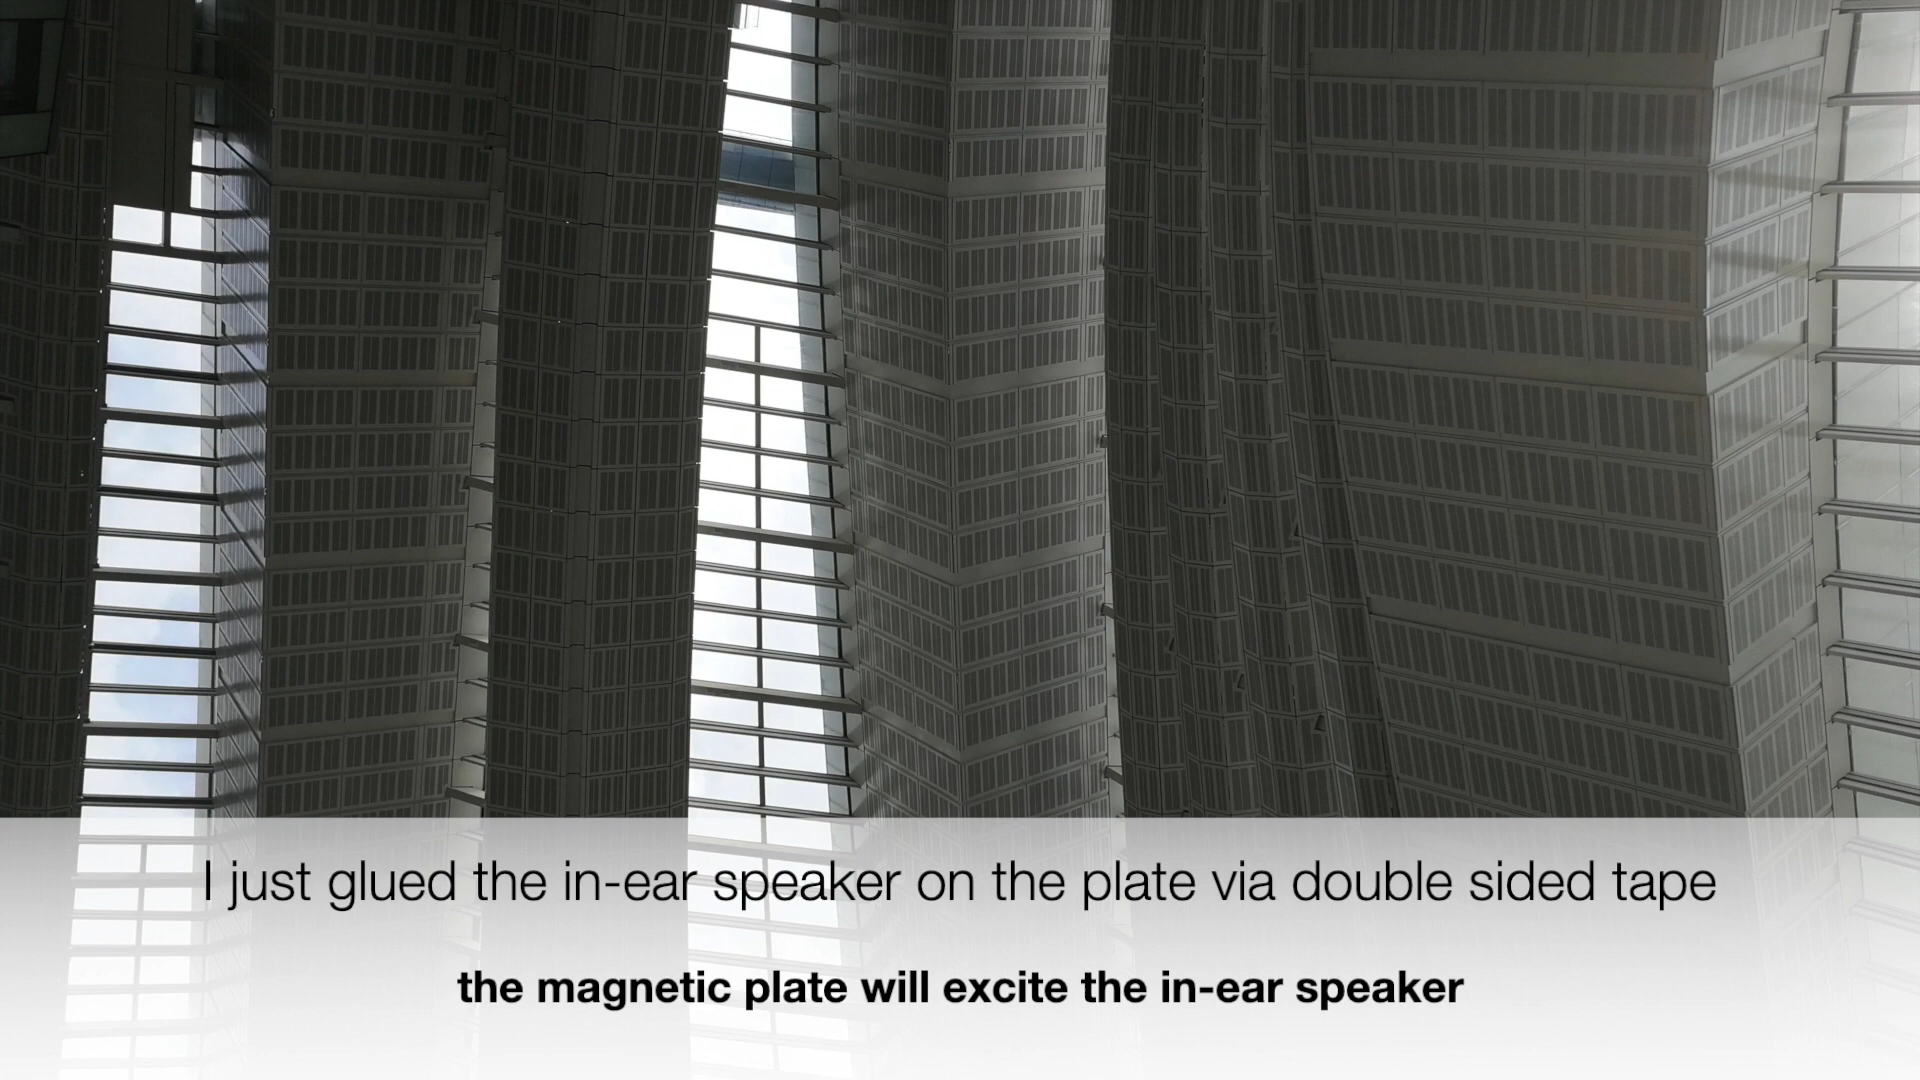 I just glued the in-ear speaker on the plate via double sided tape
the magnetic plate will excite the in-ear speaker